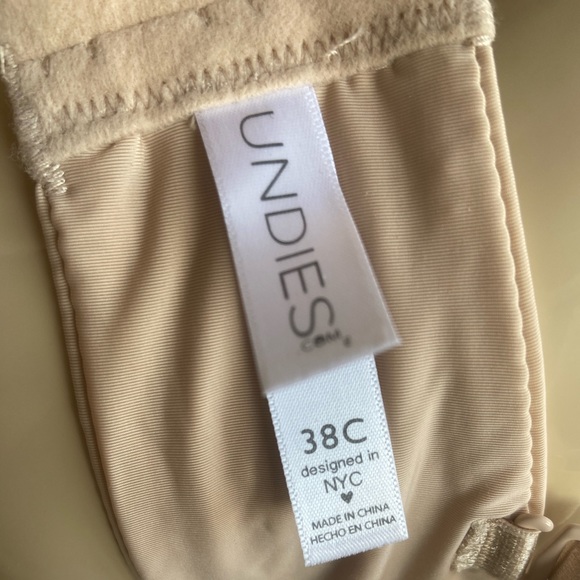 UNDIES
.COM
38C
designed in
NYC
MADE IN CHINA
HECHO EN CHINA